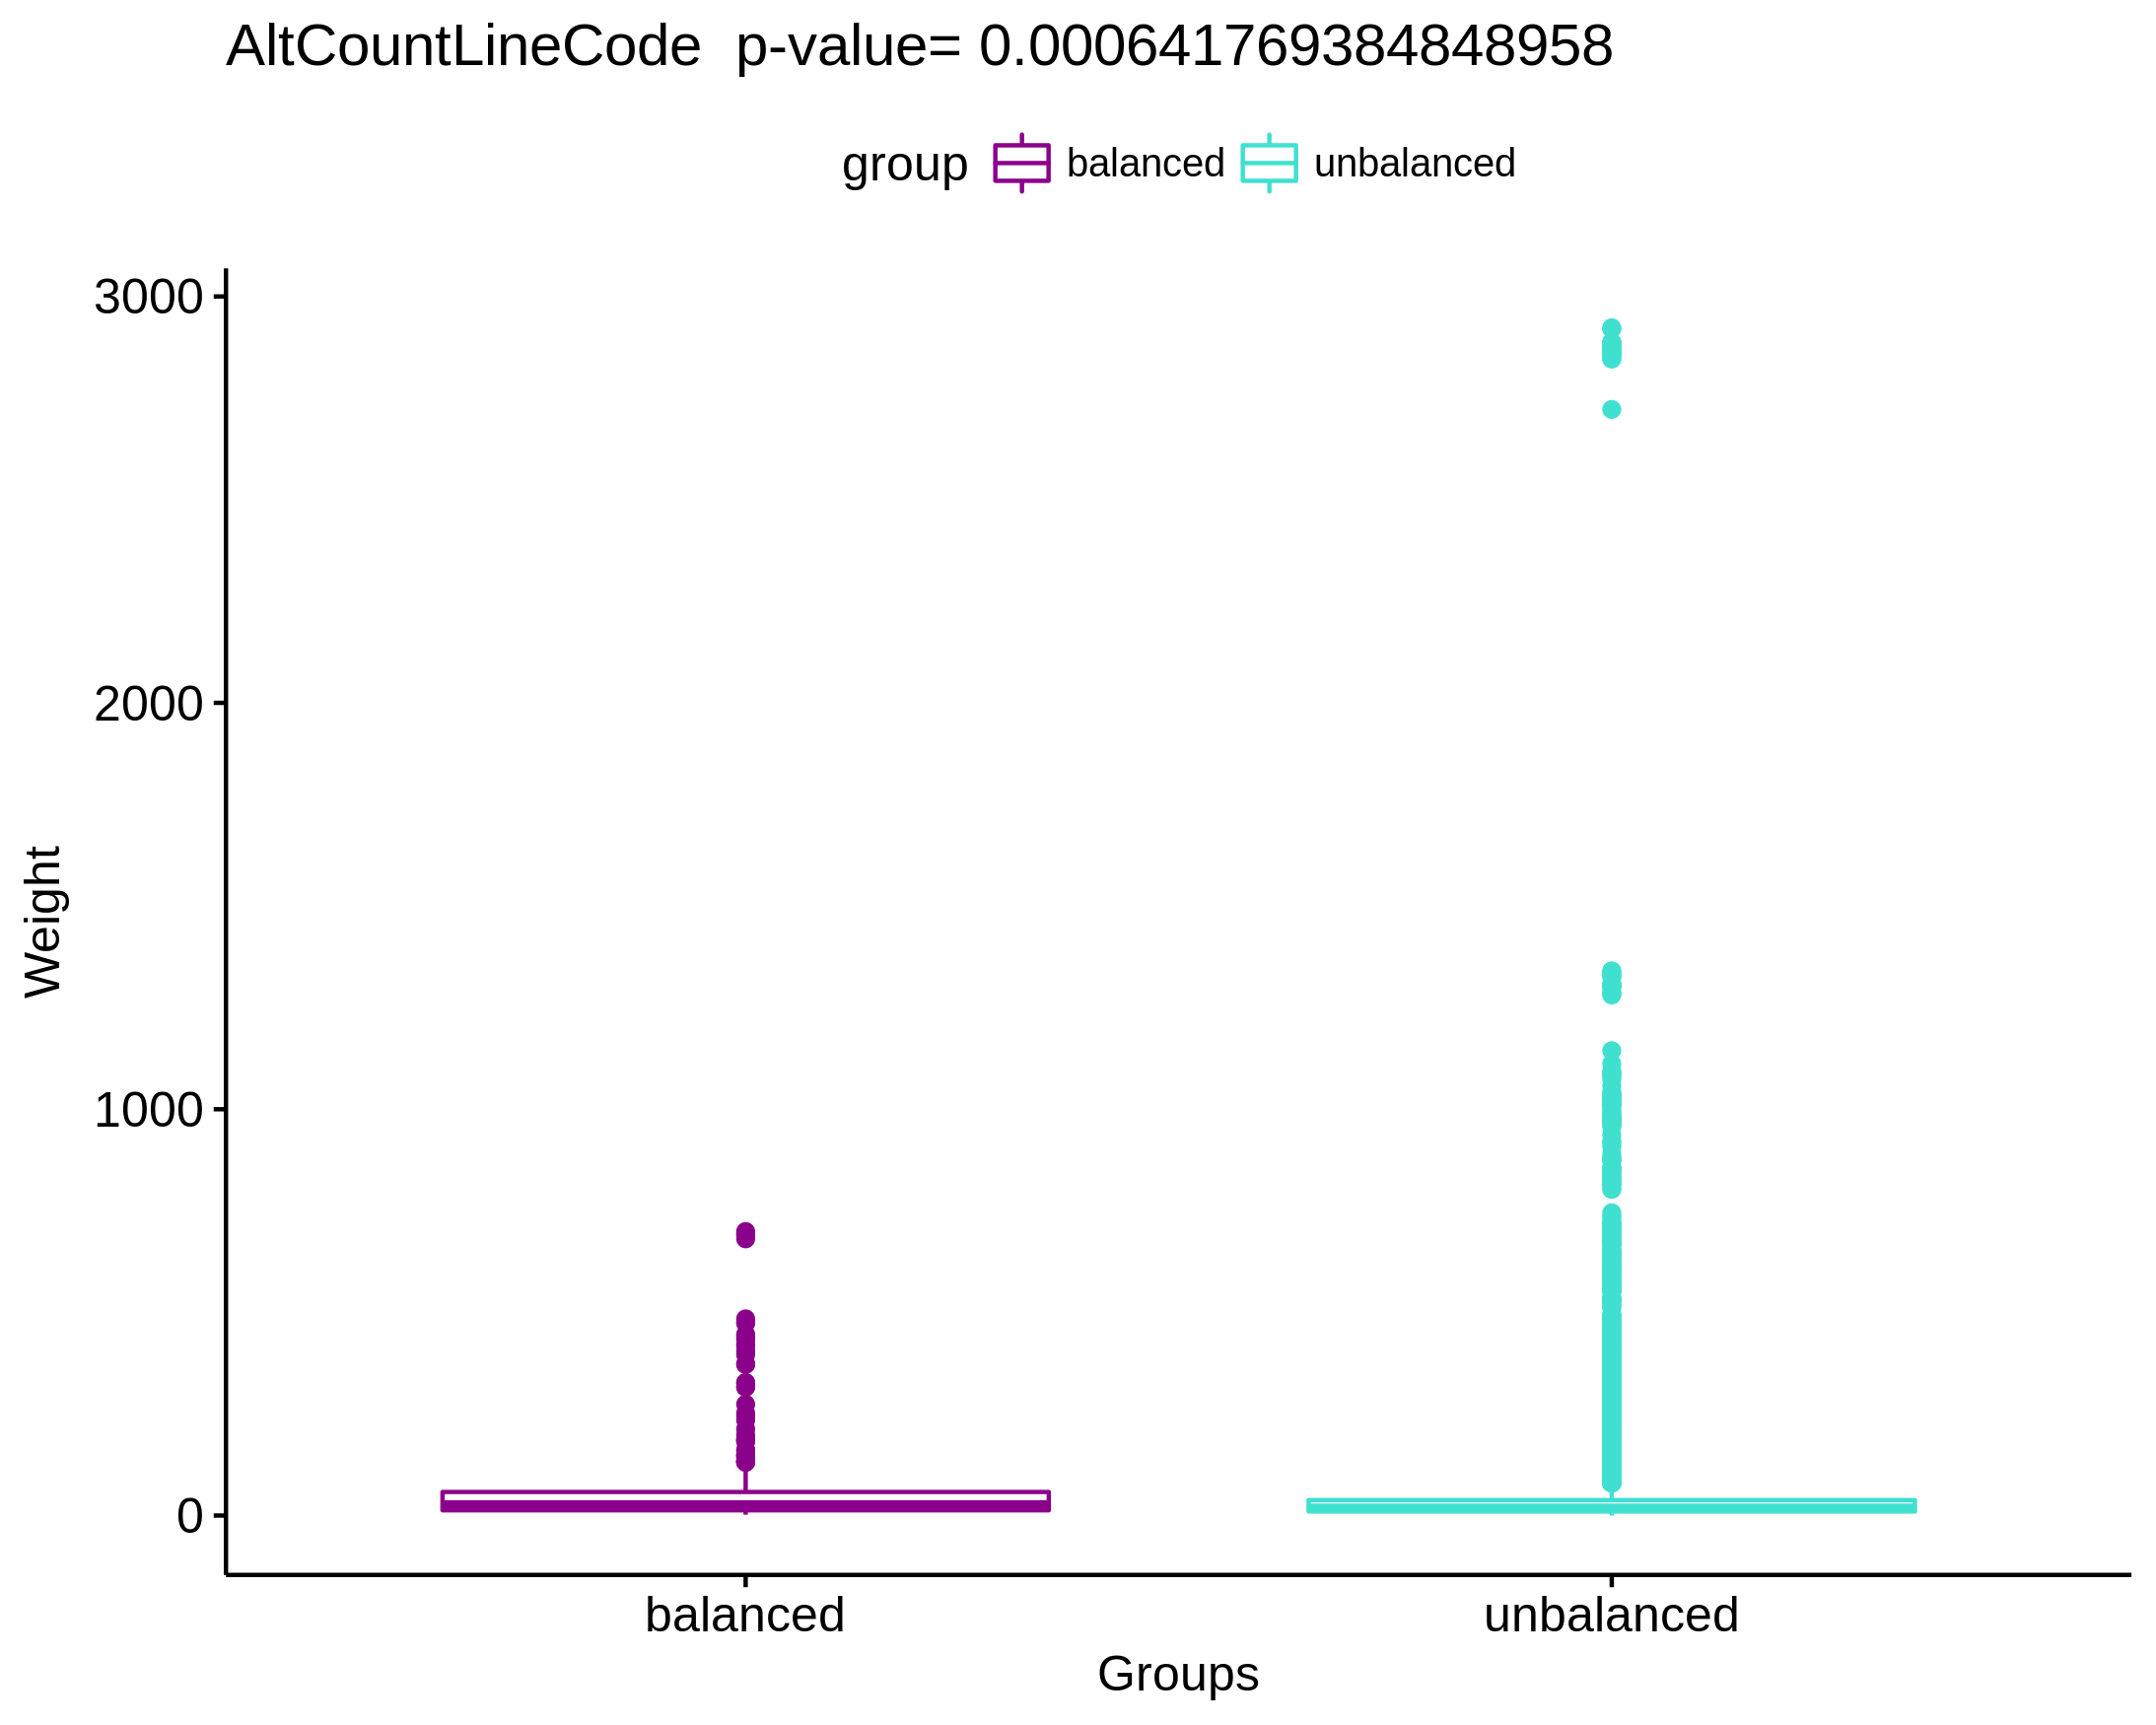 AltCountLineCode  p-value= 0.000641769384848958
group balanced unbalanced
3000
2000
1000
0
Weight
balanced unbalanced
Groups